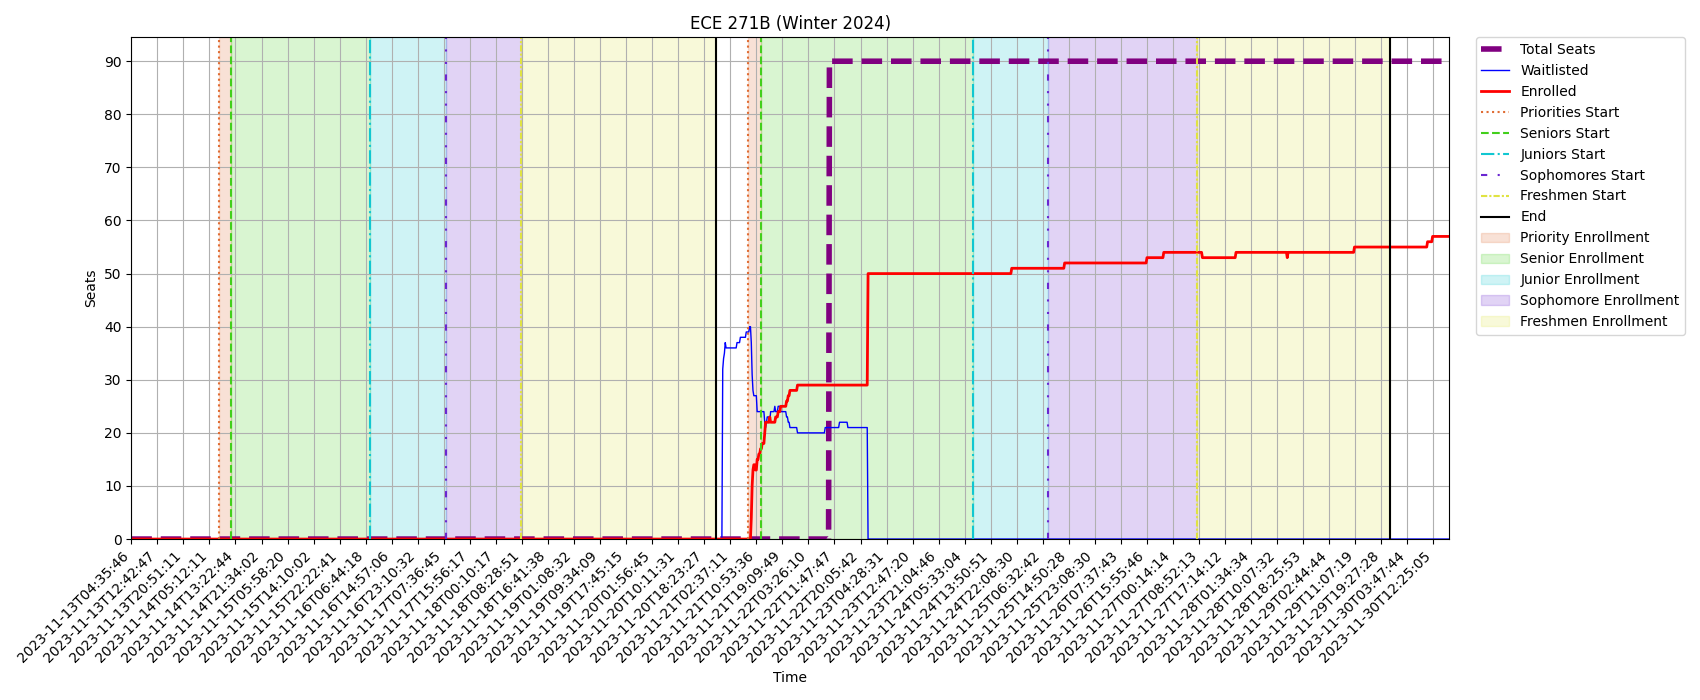 ECE 271B (Winter 2024)
Seats
90
80
70
60
50
40
30
20
10
0
2023-11-13T04:35:46
2023-11-13T12:42:47
2023-11-13T20:51:11
2023-11-14T05:12:11
2023-11-14T13:22:44
2023-11-14T21:34:02
2023-11-15T05:58:20
2023-11-15T14:10:02
2023-11-15T22:22:41
2023-11-16T06:44:18
2023-11-16T14:57:06
2023-11-16T23:10:32
2023-11-17T07:36:45
2023-11-17T15:56:17
2023-11-18T00:10:17
2023-11-18T08:28:51
2023-11-18T16:41:38
2023-11-19T01:08:32
2023-11-19T09:34:09
2023-11-19T17:45:15
2023-11-20T01:56:45
2023-11-20T10:11:31
2023-11-20T18:23:27
2023-11-21T02:37:11
2023-11-21T10:53:36
2023-11-21T19:09:49
2023-11-22T03:26:10
2023-11-22T11:47:47
2023-11-22T20:05:42
2023-11-23T04:28:31
2023-11-23T12:47:20
2023-11-23T21:04:46
2023-11-24T05:33:04
2023-11-24T13:50:51
2023-11-24T22:08:30
2023-11-25T06:32:42
2023-11-25T14:50:28
2023-11-25T23:08:30
2023-11-26T07:37:43
2023-11-26T15:55:46
2023-11-27T00:14:14
2023-11-27T08:52:13
2023-11-27T17:14:12
2023-11-28T01:34:34
2023-11-28T10:07:32
2023-11-28T18:25:53
2023-11-29T02:44:44
2023-11-29T11:07:19
2023-11-29T19:27:28
2023-11-30T03:47:44
2023-11-30T12:25:05
Time
Total Seats
Waitlisted
Enrolled
Priorities Start
Seniors Start
Juniors Start
Sophomores Start
Freshmen Start
End
Priority Enrollment
Senior Enrollment
Junior Enrollment
Sophomore Enrollment
Freshmen Enrollment